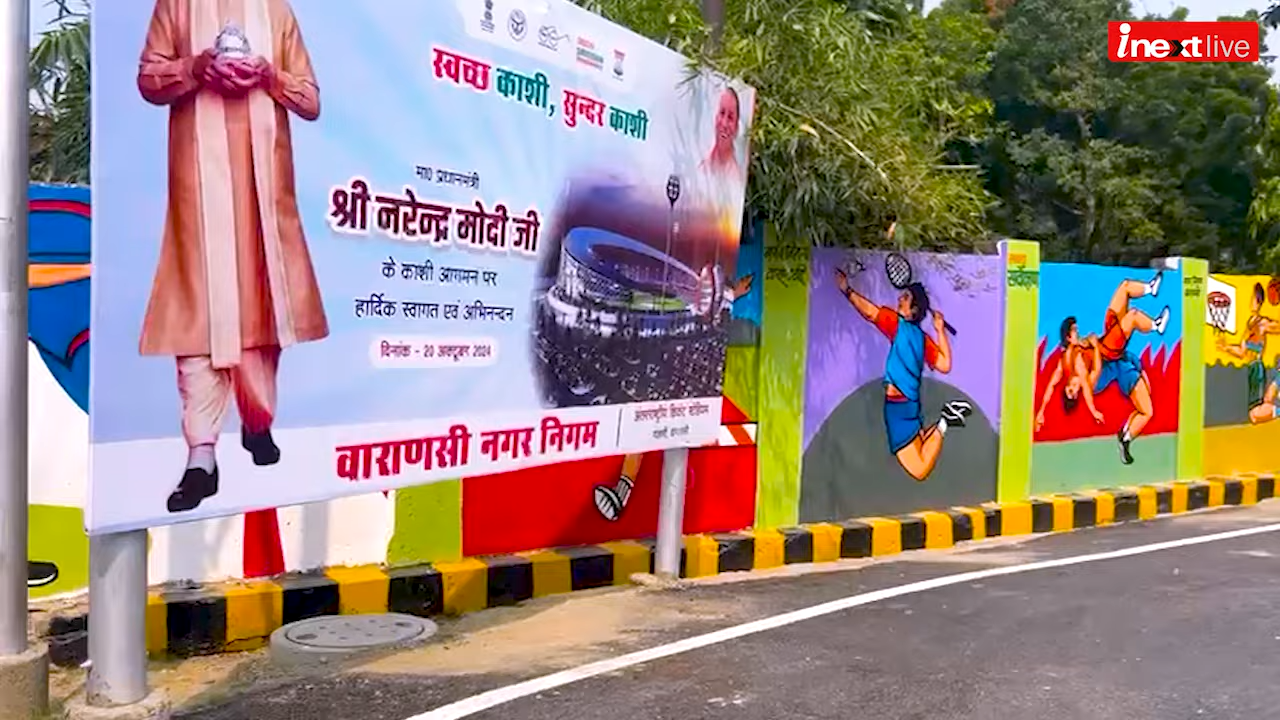 inextlive
स्वच्छ काशी, सुन्दर काशी
मा0 प्रधानमंत्री
श्री नरेन्द्र मोदी जी
के काशी आगमन पर
हार्दिक स्वागत एवं अभिनन्दन
दिनांक - 20 अक्टूबर 2024
वाराणसी नगर निगम
अंतरराष्ट्रीय क्रिकेट स्टेडियम